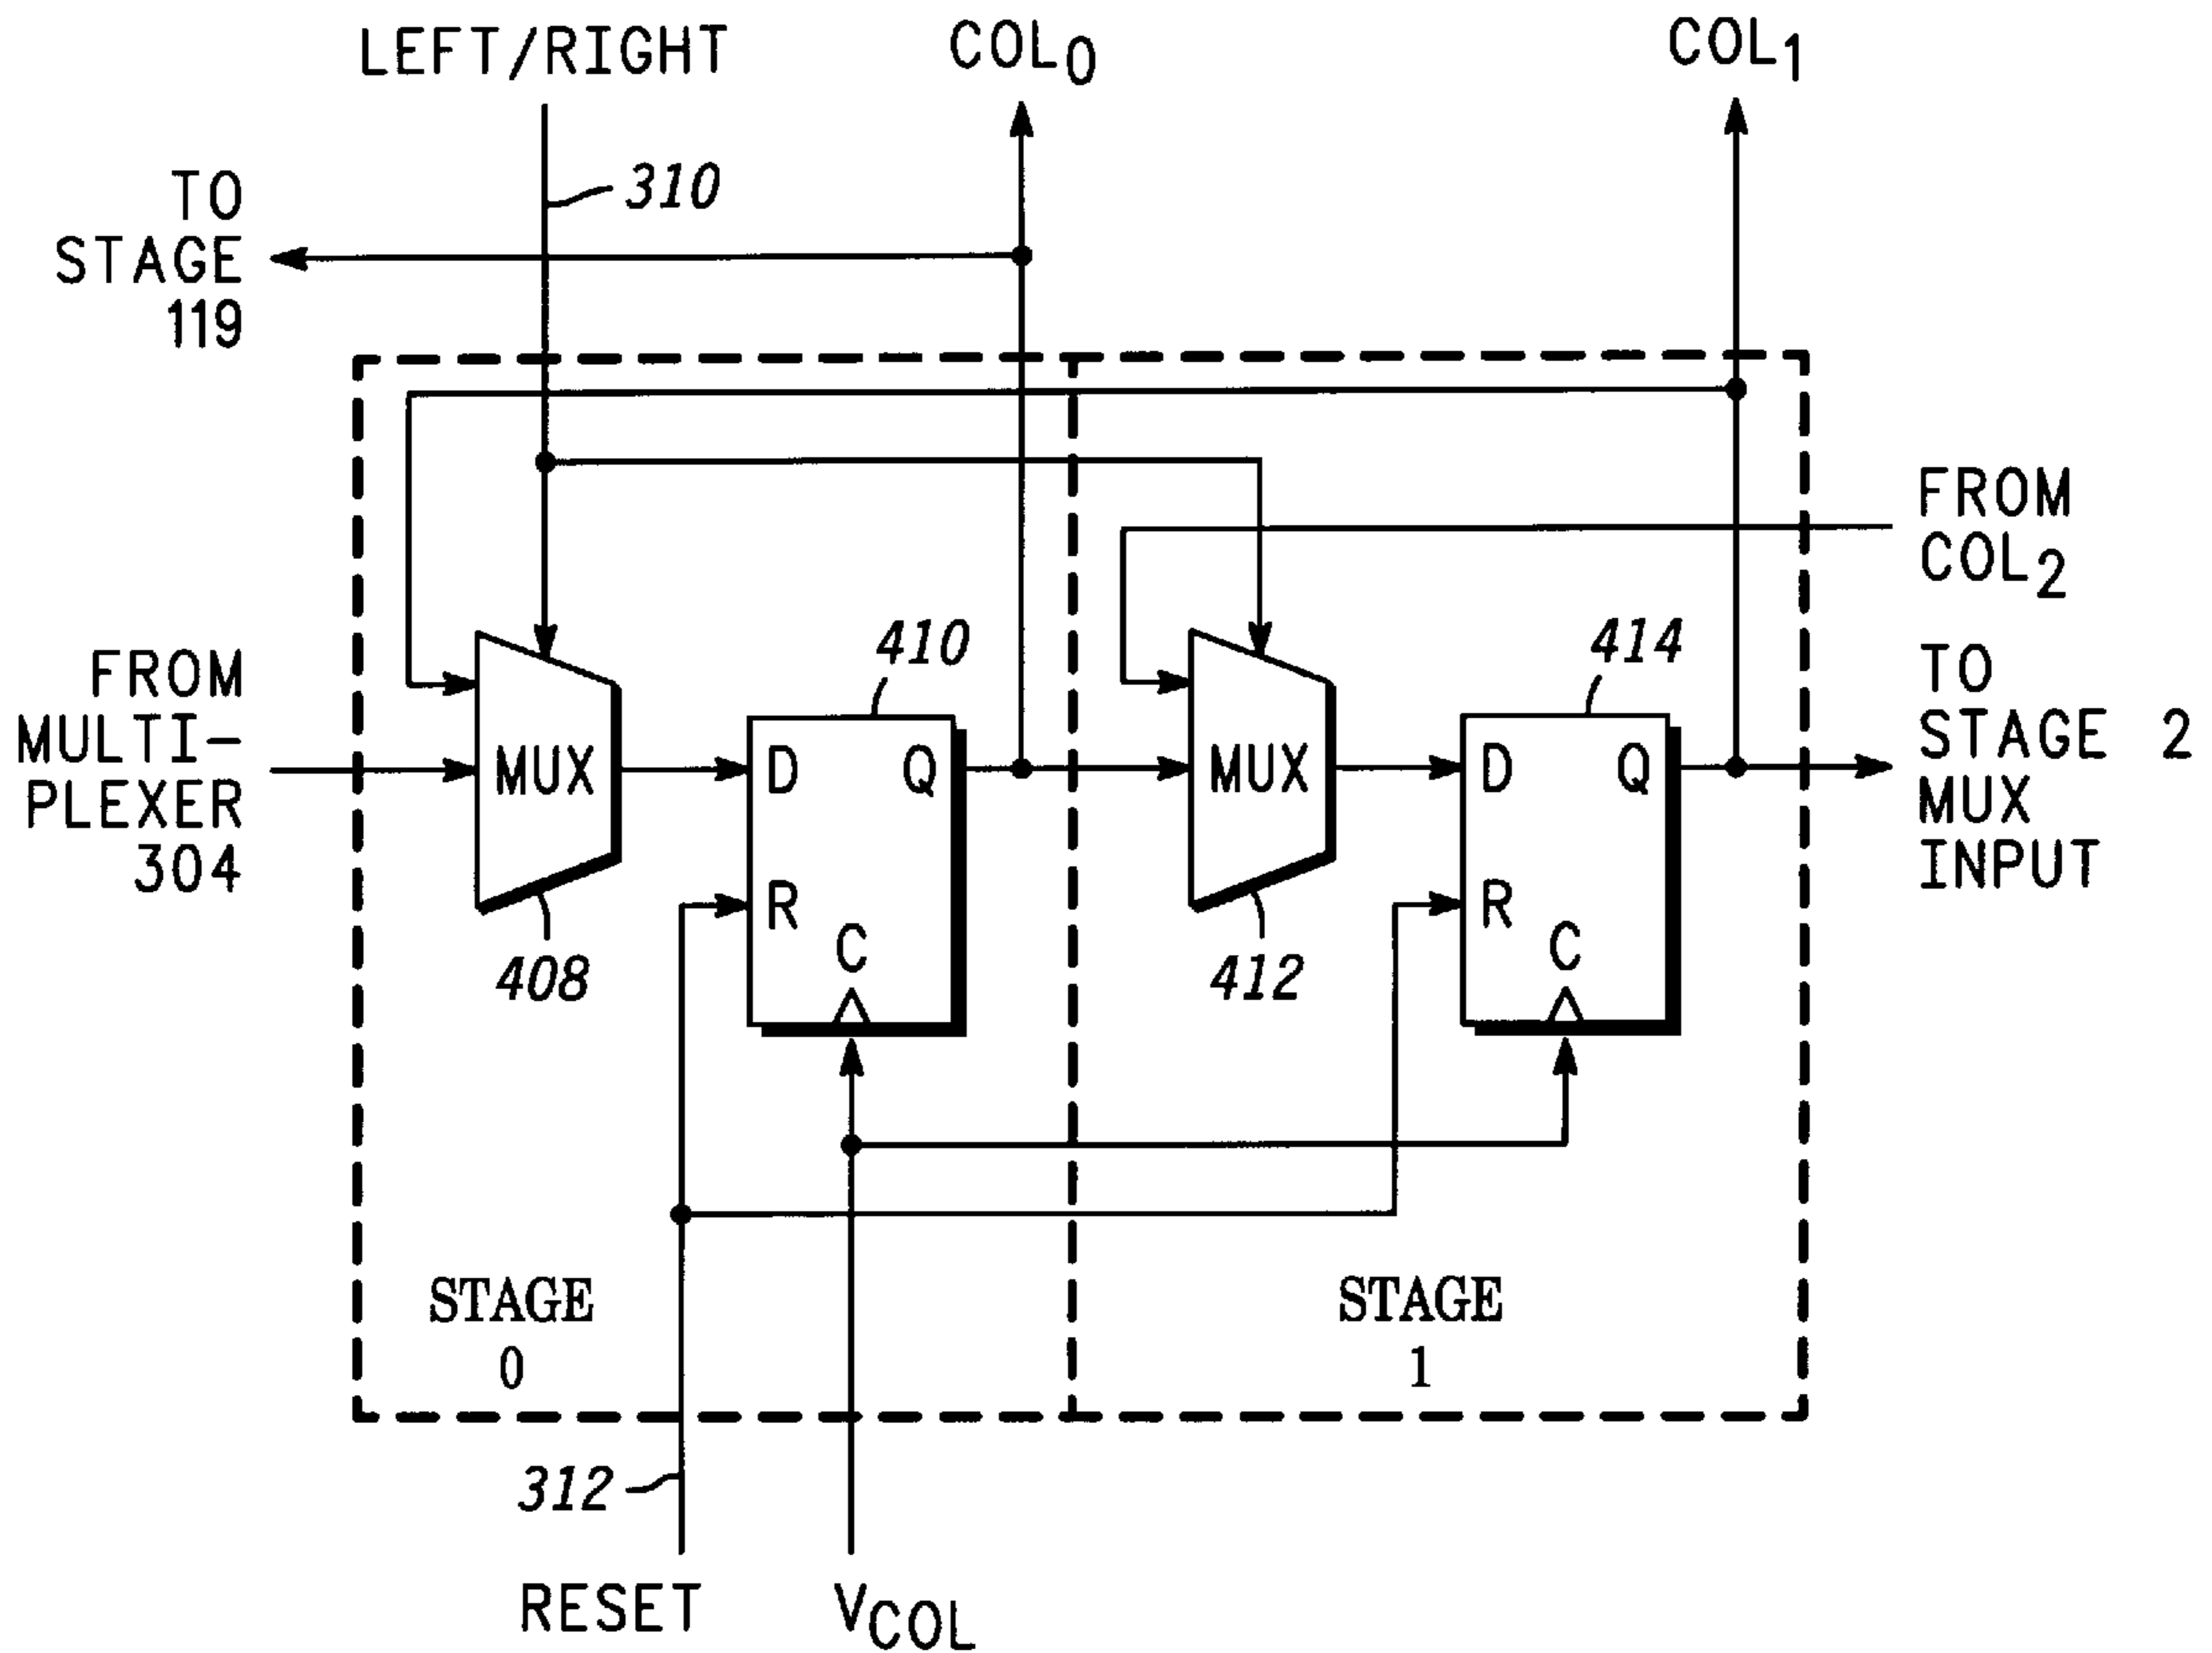 LEFT/RIGHT
COL0
COL1
310
TO
STAGE
119
FROM
COL2
FROM
MULTI-
PLEXER
304
TO
STAGE 2
MUX
INPUT
MUX
408
410
D
Q
R
C
MUX
412
414
D
Q
R
C
STAGE
0
STAGE
1
312
RESET
VCOL